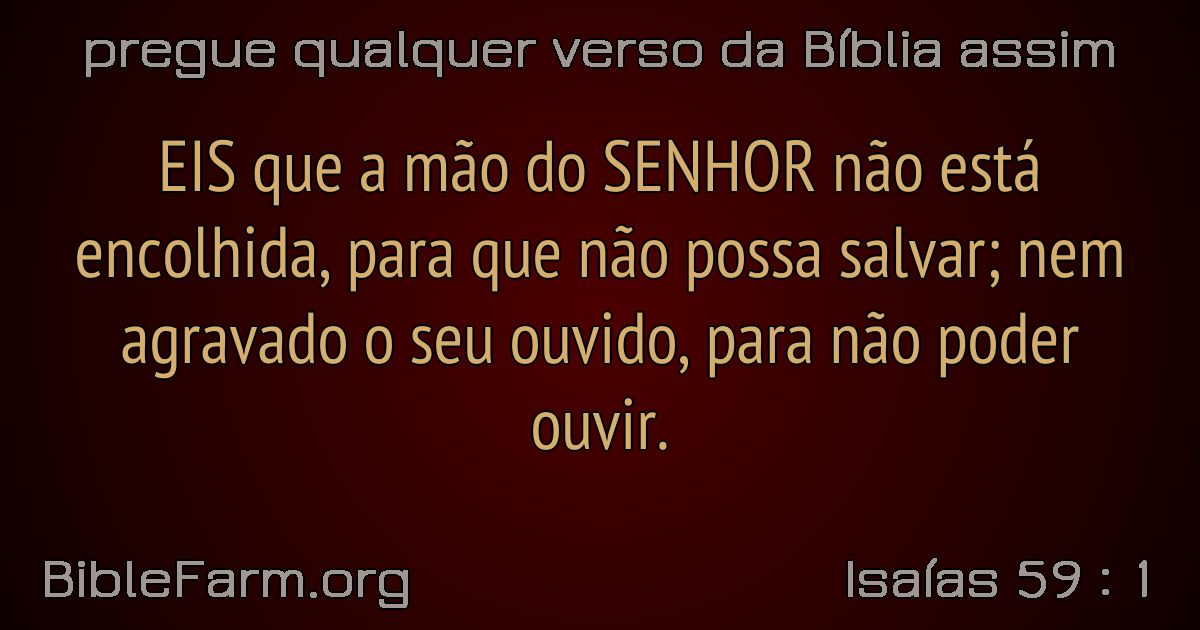 pregue qualquer verso da Bíblia assim
EIS que a mão do SENHOR não está
encolhida, para que não possa salvar; nem
agravado o seu ouvido, para não poder
ouvir.
BibleFarm.org
Isaías 59 : 1